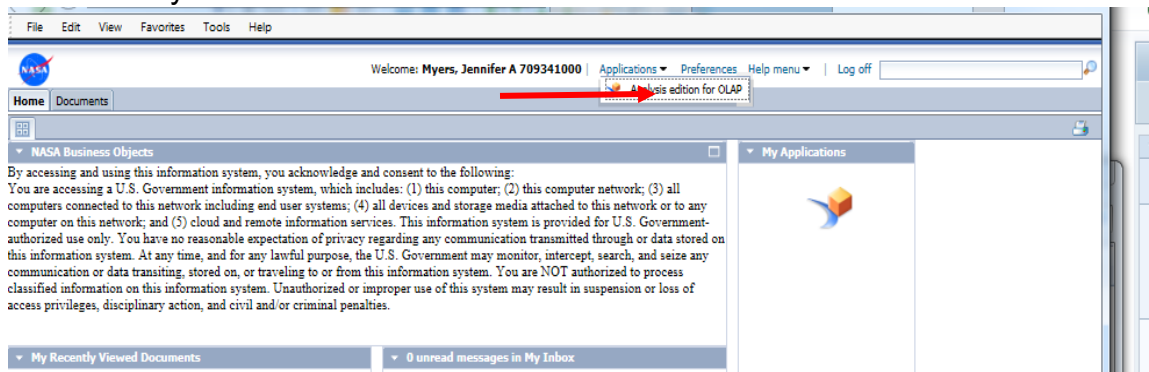 File Edit View Favorites Tools Help
NASA
Welcome: Myers, Jennifer A 709341000 | Applications Preferences Help menu | Log off
Analysis edition for OLAP
Home Documents
NASA Business Objects
My Applications
By accessing and using this information system, you acknowledge and consent to the following:
You are accessing a U.S. Government information system, which includes: (1) this computer; (2) this computer network; (3) all
computers connected to this network including end user systems; (4) all devices and storage media attached to this network or to any
computer on this network; and (5) cloud and remote information services. This information system is provided for U.S. Government-
authorized use only. You have no reasonable expectation of privacy regarding any communication transmitted through or data stored on
this information system. At any time, and for any lawful purpose, the U.S. Government may monitor, intercept, search, and seize any
communication or data transiting, stored on, or traveling to or from this information system. You are NOT authorized to process
classified information on this information system. Unauthorized or improper use of this system may result in suspension or loss of
access privileges, disciplinary action, and civil and/or criminal penalties.
My Recently Viewed Documents
0 unread messages in My Inbox